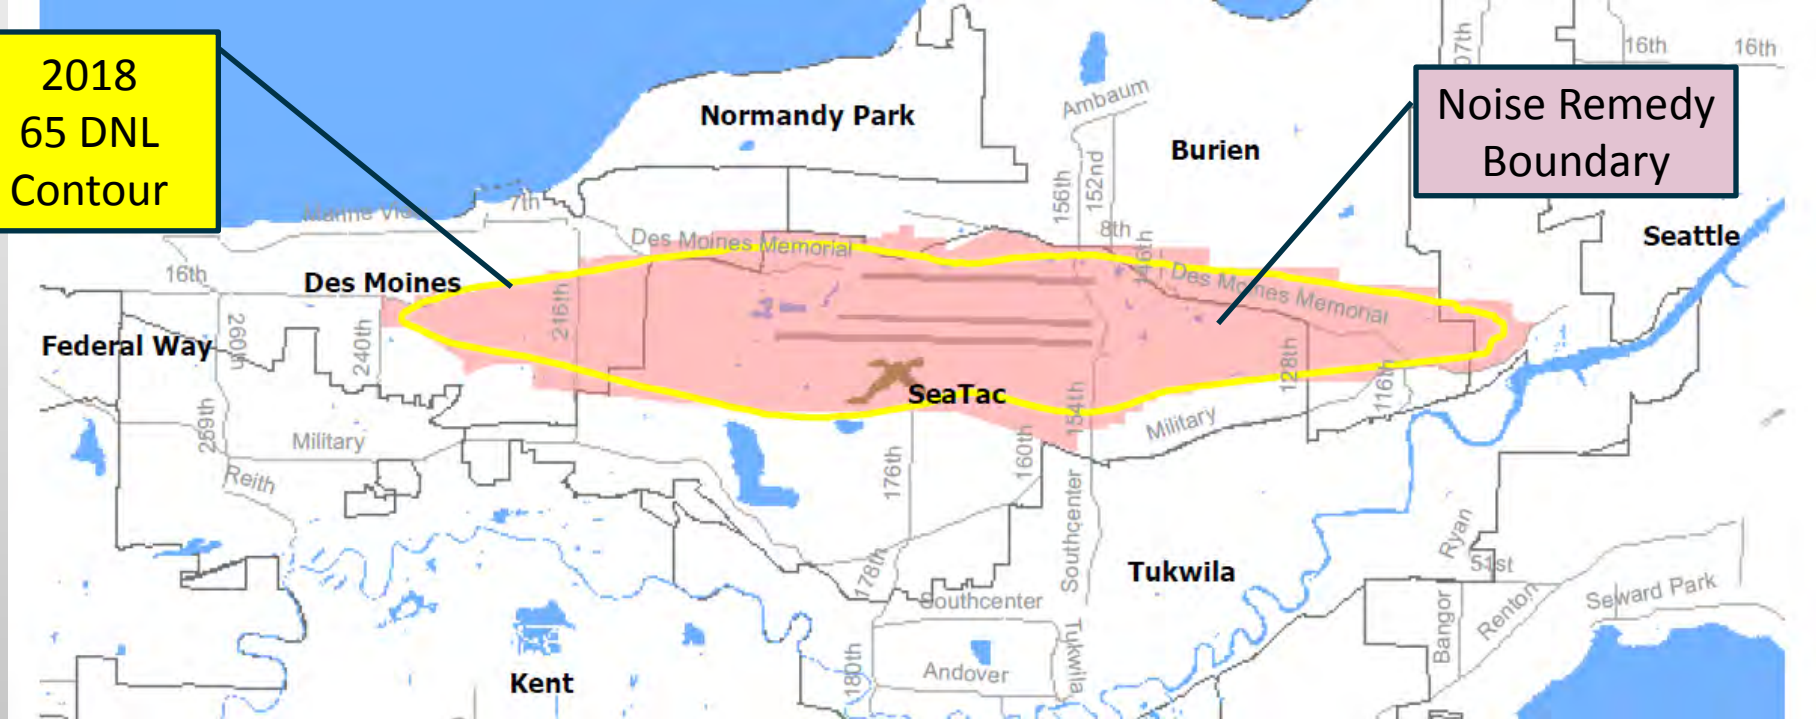 2018
65 DNL
Contour
Noise Remedy
Boundary
07th
16th
16th
Ambaum
Normandy Park
Burien
156th
152nd
7th
8th
146th
Seattle
Des Moines Memorial
Des Moines Memorial
16th
Des Moines
216th
Federal Way
260th
240th
128th
116th
SeaTac
154th
Military
259th
Military
Reith
176th
160th
Southcenter
178th
Ryan
51st
Tukwila
Southcenter
Seward Park
Bangor
Renton
Tukwila
180th
Andover
Kent